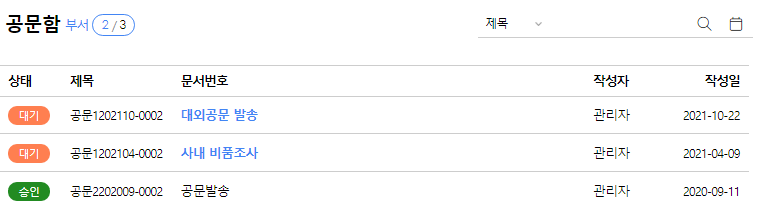 공문함 부서 2 / 3
제목
상태 제목 문서번호 작성자 작성일
대기 공문1202110-0002 대외공문 발송 관리자 2021-10-22
대기 공문1202104-0002 사내 비품조사 관리자 2021-04-09
승인 공문2202009-0002 공문발송 관리자 2020-09-11